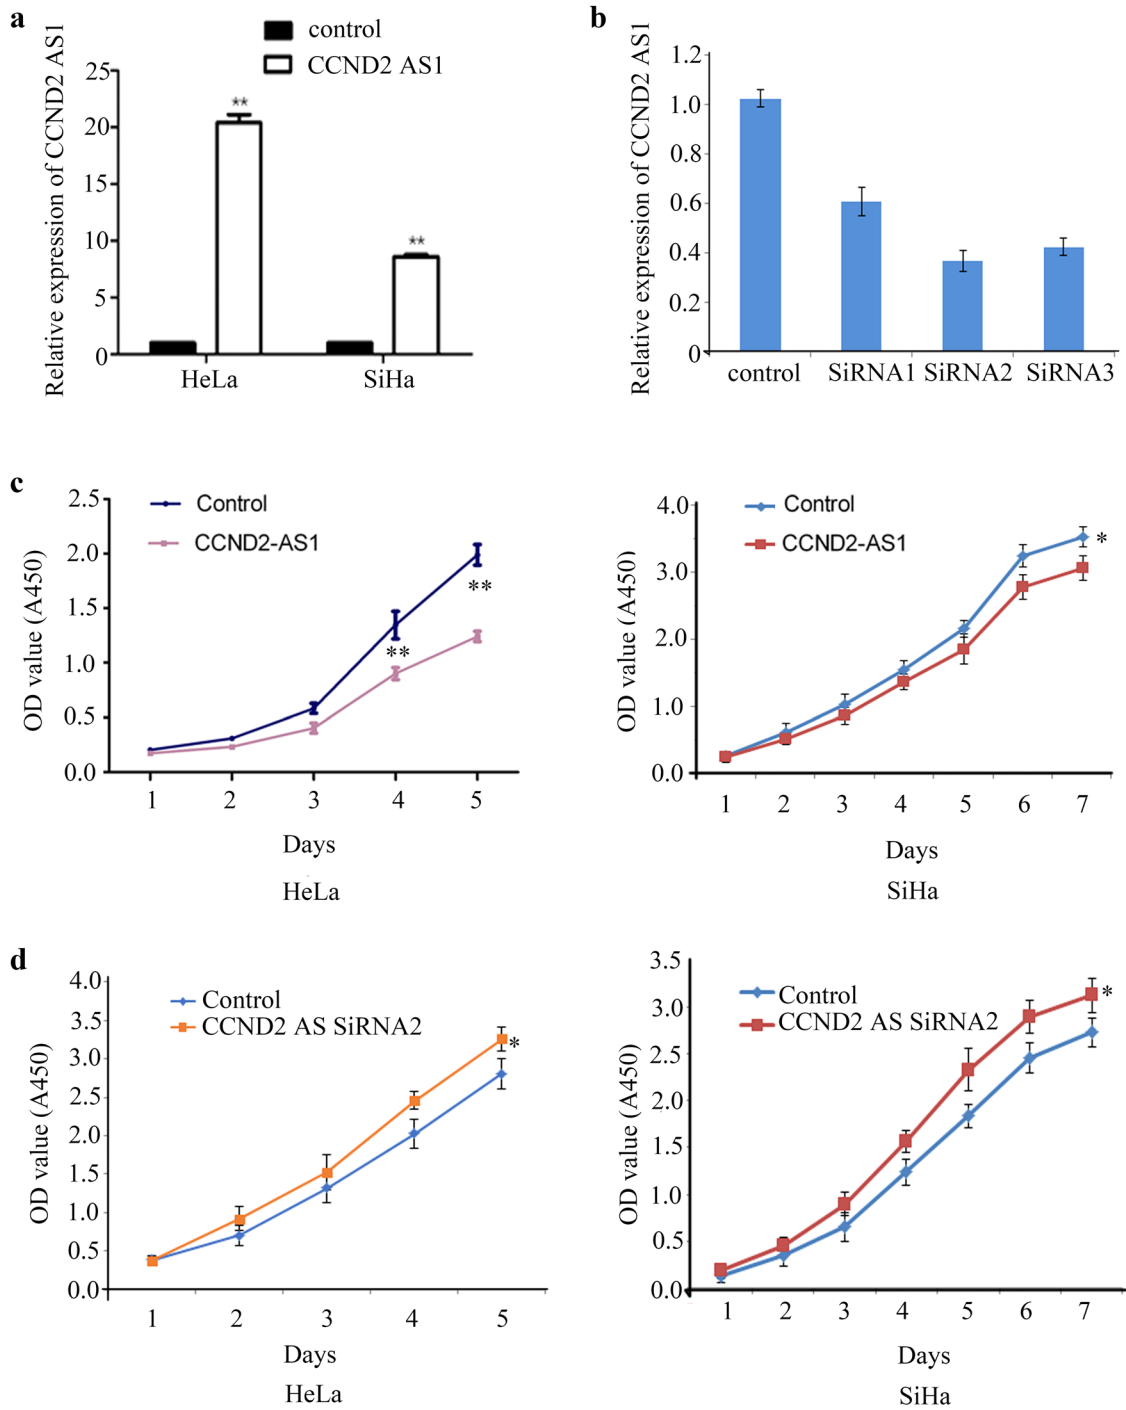 a
Relative expression of CCND2 AS1
control
CCND2 AS1
25
20
15
10
5
0
**
**
HeLa
SiHa
b
Relative expression of CCND2 AS1
1.2
1.0
0.8
0.6
0.4
0.2
0
control
SiRNA1
SiRNA2
SiRNA3
c
OD value (A450)
2.5
2.0
1.5
1.0
0.5
0.0
Control
CCND2-AS1
**
**
1
2
3
4
5
Days
HeLa
OD value (A450)
4.0
3.0
2.0
1.0
0.0
Control
CCND2-AS1
*
1
2
3
4
5
6
7
Days
SiHa
d
OD value (A450)
4.0
3.5
3.0
2.5
2.0
1.5
1.0
0.5
0.0
Control
CCND2 AS SiRNA2
*
1
2
3
4
5
Days
HeLa
OD value (A450)
3.5
3.0
2.5
2.0
1.5
1.0
0.5
0.0
Control
CCND2 AS SiRNA2
*
1
2
3
4
5
6
7
Days
SiHa